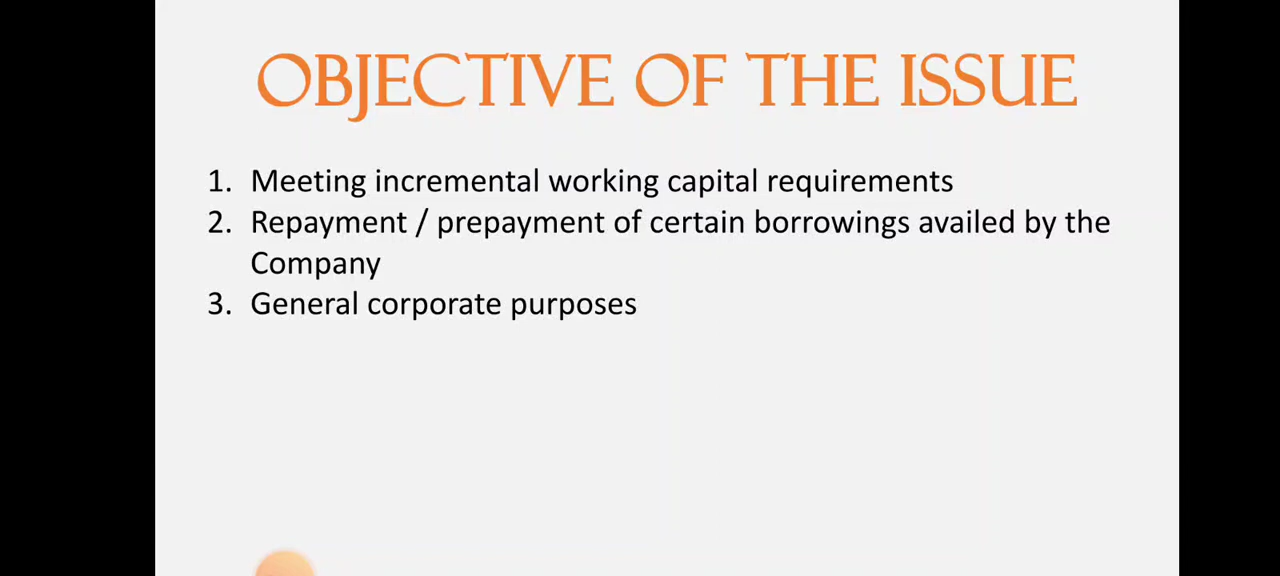 OBJECTIVE OF THE ISSUE
1. Meeting incremental working capital requirements
2. Repayment / prepayment of certain borrowings availed by the
Company
3. General corporate purposes